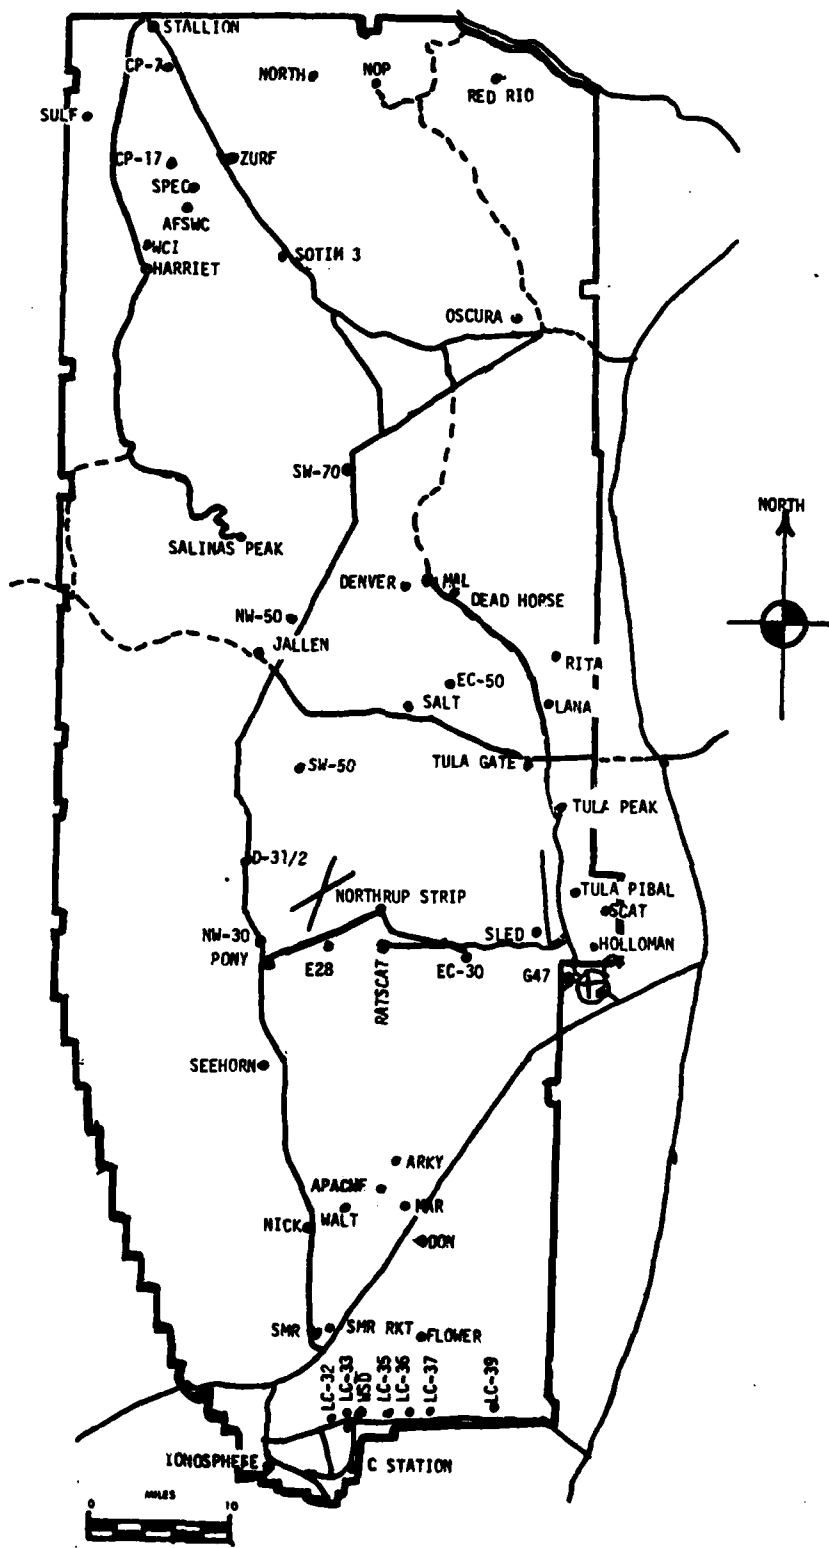 STALLION
CP-7
NORTH
NOP
RED RIO
SULF
CP-17
ZURF
SPEC
AFSWC
WCI
HARRIET
SOTIM 3
OSCURA
SW-70
NORTH
SALINAS PEAK
DENVER
MAL
DEAD HORSE
NW-50
JALLEN
RITA
EC-50
SALT
LANA
TULA GATE
SW-50
TULA PEAK
D-31/2
NORTHRUP STRIP
TULA PIBAL
SCAT
NW-30
SLED
HOLLOMAN
PONY
E28
RATSCAT
EC-30
G47
SEEHORN
ARKY
APACHE
WALT
MAR
NICK
DON
SMR
SMR RKT
FLOWER
LC-32
LC-33
WSD
LC-35
LC-36
LC-37
LC-39
IONOSPHERE
C STATION
0 MILES 10